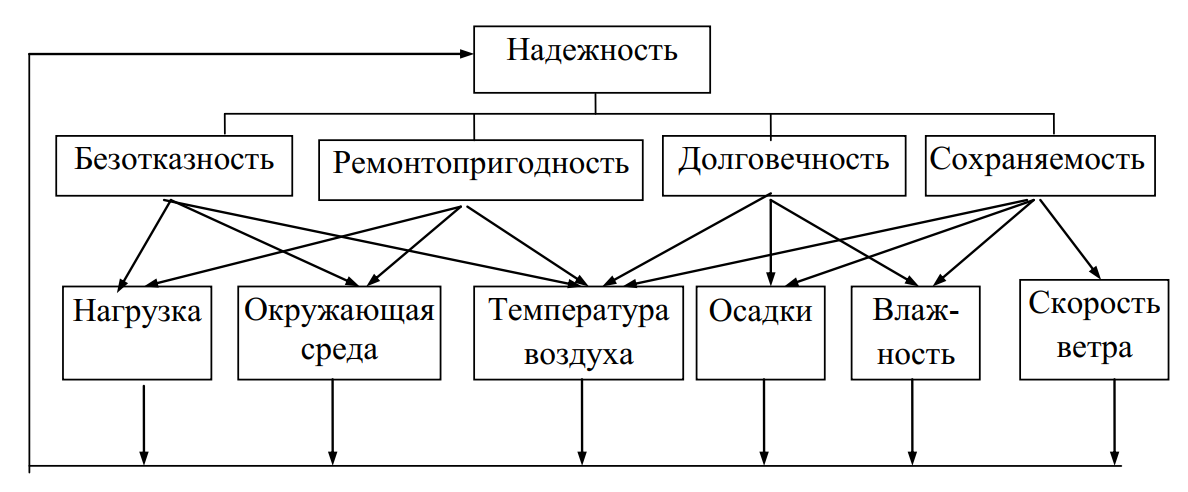 Надежность
Безотказность
Ремонтопригодность
Долговечность
Сохраняемость
Нагрузка
Окружающая
среда
Температура
воздуха
Осадки
Влаж-
ность
Скорость
ветра